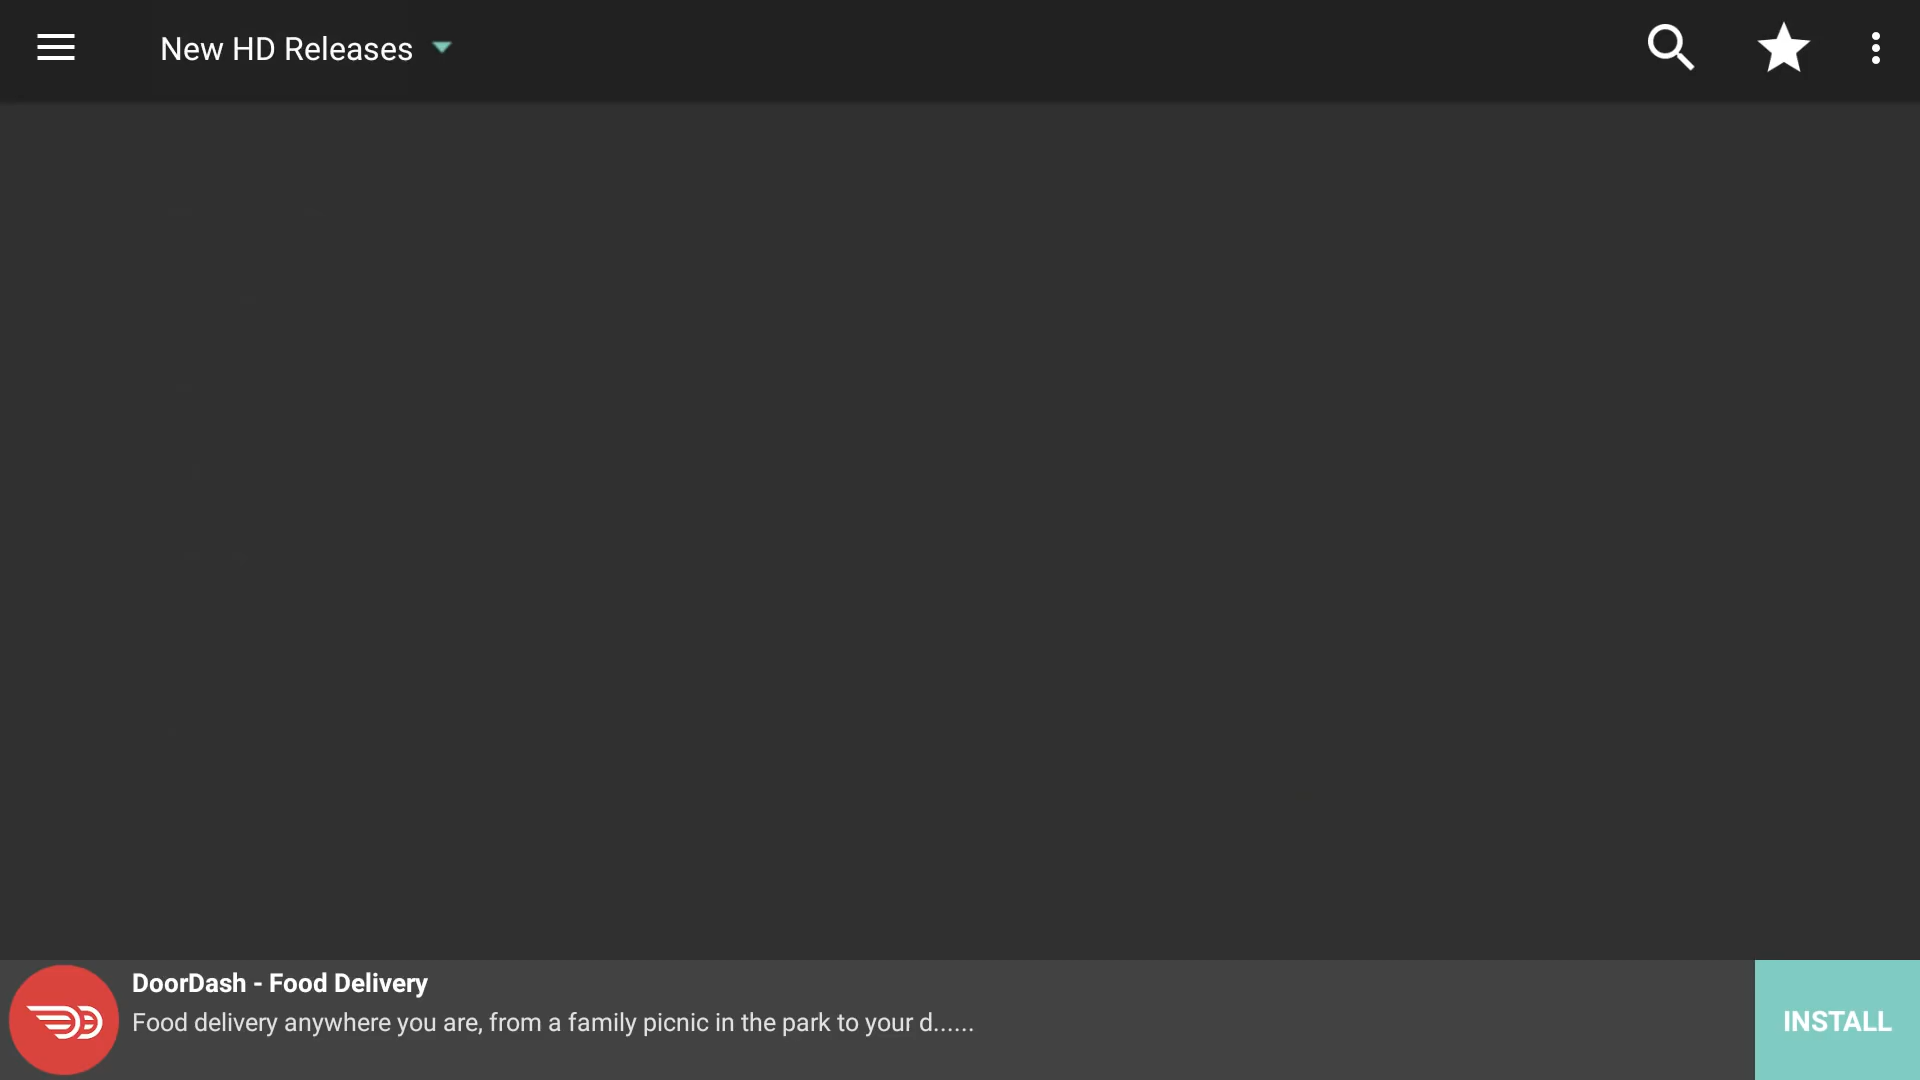 New HD Releases
DoorDash - Food Delivery
Food delivery anywhere you are, from a family picnic in the park to your d......
INSTALL